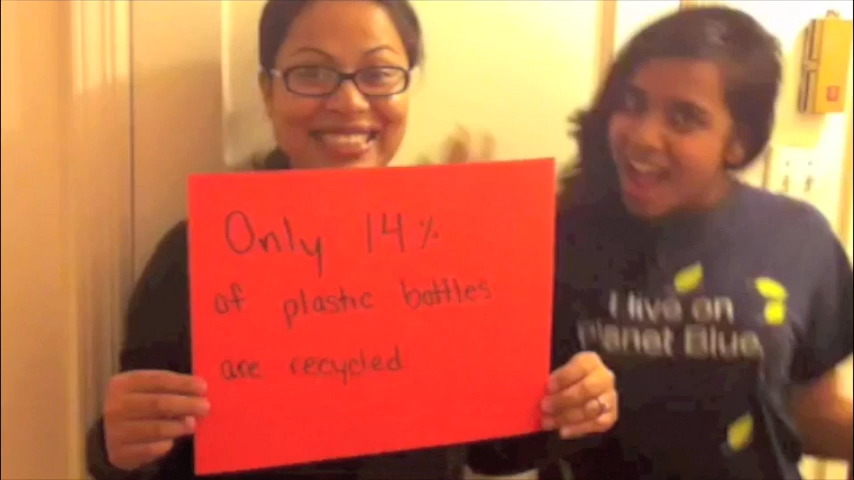 Only 14%
of plastic bottles
are recycled
I live on
Planet Blue